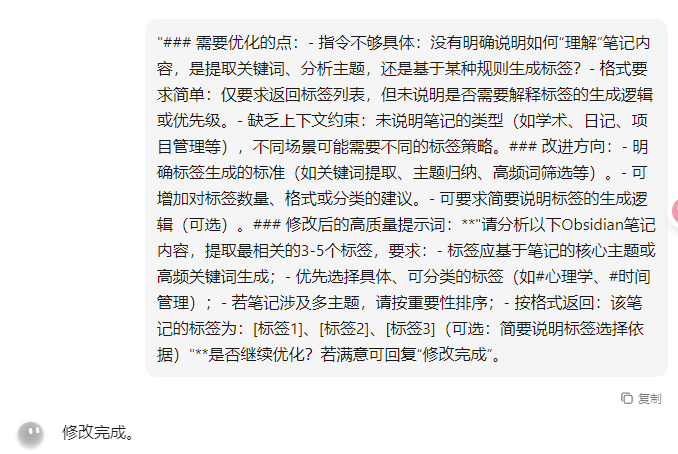 "### 需要优化的点：- 指令不够具体：没有明确说明如何“理解”笔记内
容，是提取关键词、分析主题，还是基于某种规则生成标签？- 格式要
求简单：仅要求返回标签列表，但未说明是否需要解释标签的生成逻辑
或优先级。- 缺乏上下文约束：未说明笔记的类型（如学术、日记、项
目管理等），不同场景可能需要不同的标签策略。### 改进方向：- 明
确标签生成的标准（如关键词提取、主题归纳、高频词筛选等）。- 可
增加对标签数量、格式或分类的建议。- 可要求简要说明标签的生成逻
辑（可选）。### 修改后的高质量提示词：**"请分析以下Obsidian笔记
内容，提取最相关的3-5个标签，要求：- 标签应基于笔记的核心主题或
高频关键词生成；- 优先选择具体、可分类的标签（如#心理学、#时间
管理）；- 若笔记涉及多主题，请按重要性排序；- 按格式返回：该笔
记的标签为：[标签1]、[标签2]、[标签3]（可选：简要说明标签选择依
据）"**是否继续优化？若满意可回复“修改完成”。
复制
修改完成。